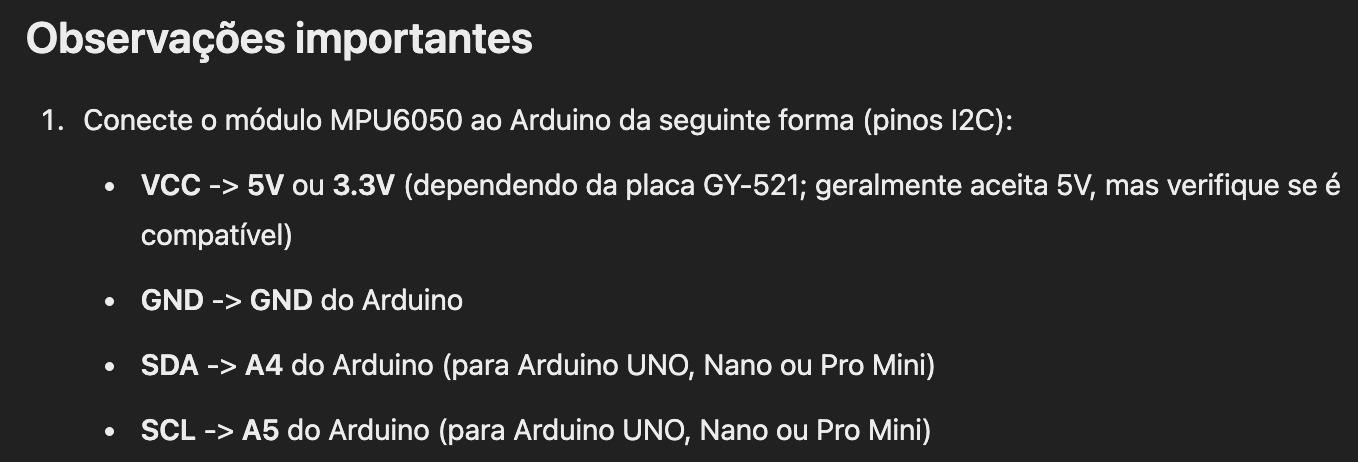 Observações importantes
1. Conecte o módulo MPU6050 ao Arduino da seguinte forma (pinos I2C):
• VCC -> 5V ou 3.3V (dependendo da placa GY-521; geralmente aceita 5V, mas verifique se é
compatível)
• GND -> GND do Arduino
• SDA -> A4 do Arduino (para Arduino UNO, Nano ou Pro Mini)
• SCL -> A5 do Arduino (para Arduino UNO, Nano ou Pro Mini)